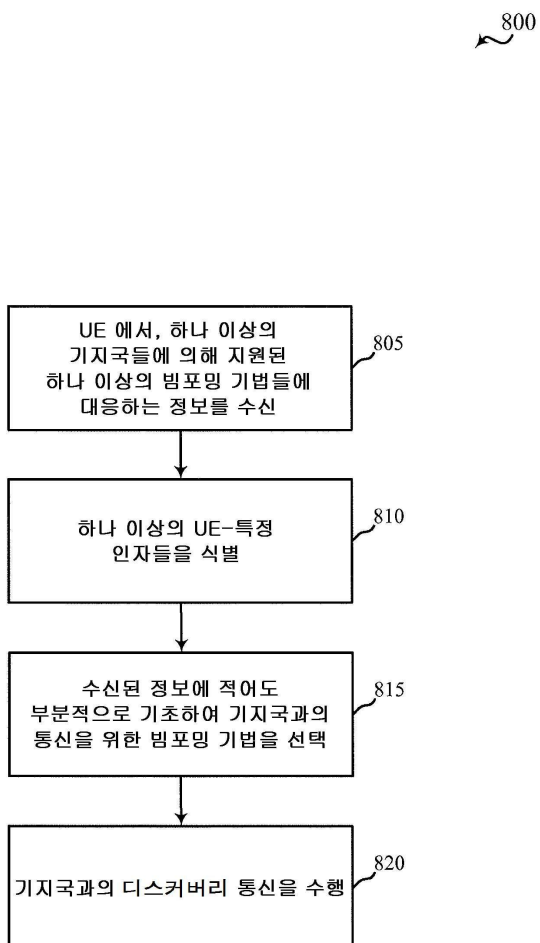 800
UE 에서, 하나 이상의
기지국들에 의해 지원된
하나 이상의 빔포밍 기법들에
대응하는 정보를 수신
805
하나 이상의 UE-특정
인자들을 식별
810
수신된 정보에 적어도
부분적으로 기초하여 기지국과의
통신을 위한 빔포밍 기법을 선택
815
기지국과의 디스커버리 통신을 수행
820